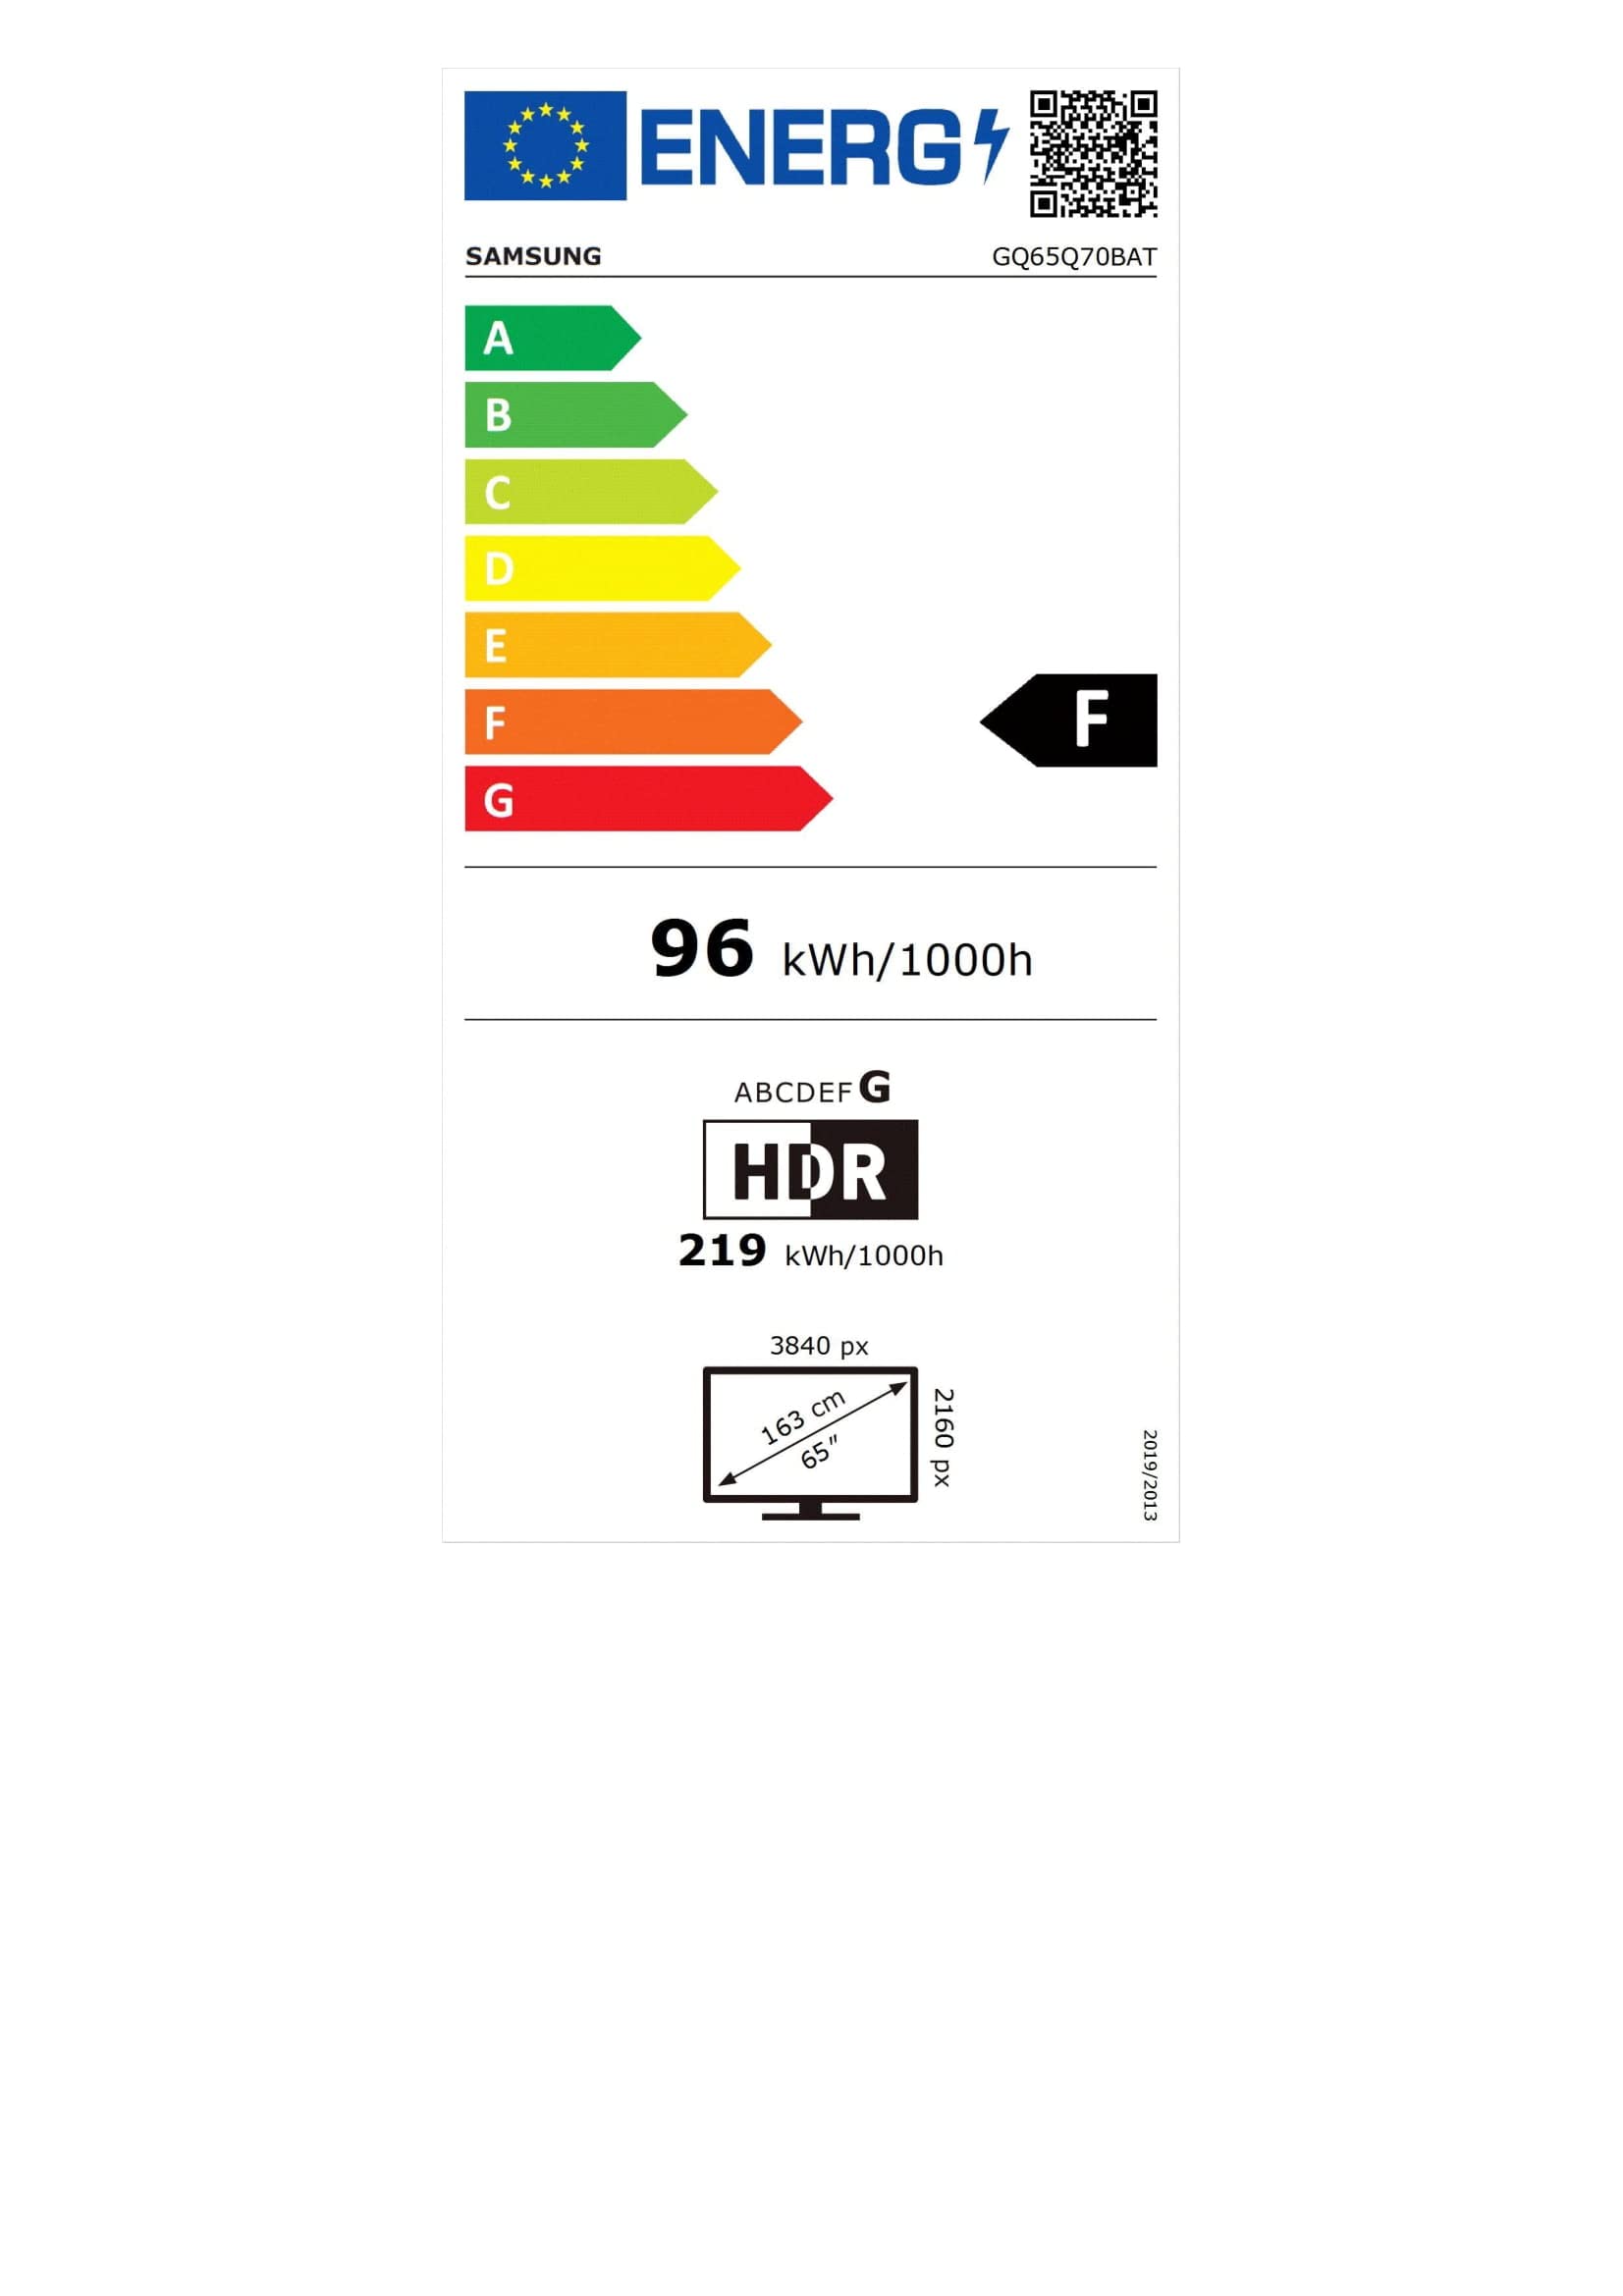 ENERG
SAMSUNG GQ65Q70BAT
A
B
C
D
E
F
F
G
96 kWh/1000h
ABCDEFG
HDR
219 kWh/1000h
3840 px
163 cm
65"
2160 px
2019/2013